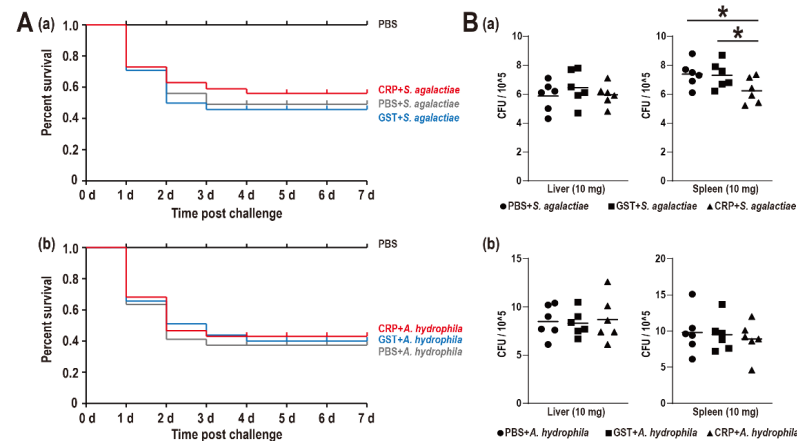 A (a)
Percent survival
1.0
0.8
0.6
0.4
0.2
0
0 d 1 d 2 d 3 d 4 d 5 d 6 d 7 d
Time post challenge
PBS
CRP+S. agalactiae
PBS+S. agalactiae
GST+S. agalactiae
(b)
Percent survival
1.0
0.8
0.6
0.4
0.2
0
0 d 1 d 2 d 3 d 4 d 5 d 6 d 7 d
Time post challenge
PBS
CRP+A. hydrophila
GST+A. hydrophila
PBS+A. hydrophila
B (a)
CFU / 10^5
10
8
6
4
2
0
Liver (10 mg)
* *
CFU / 10^5
10
8
6
4
6
0
Spleen (10 mg)
PBS+S. agalactiae GST+S. agalactiae CRP+S. agalactiae
(b)
CFU / 10^5
15
10
5
0
Liver (10 mg)
CFU / 10^5
20
15
10
5
0
Spleen (10 mg)
PBS+A. hydrophila GST+A. hydrophila CRP+A. hydrophila